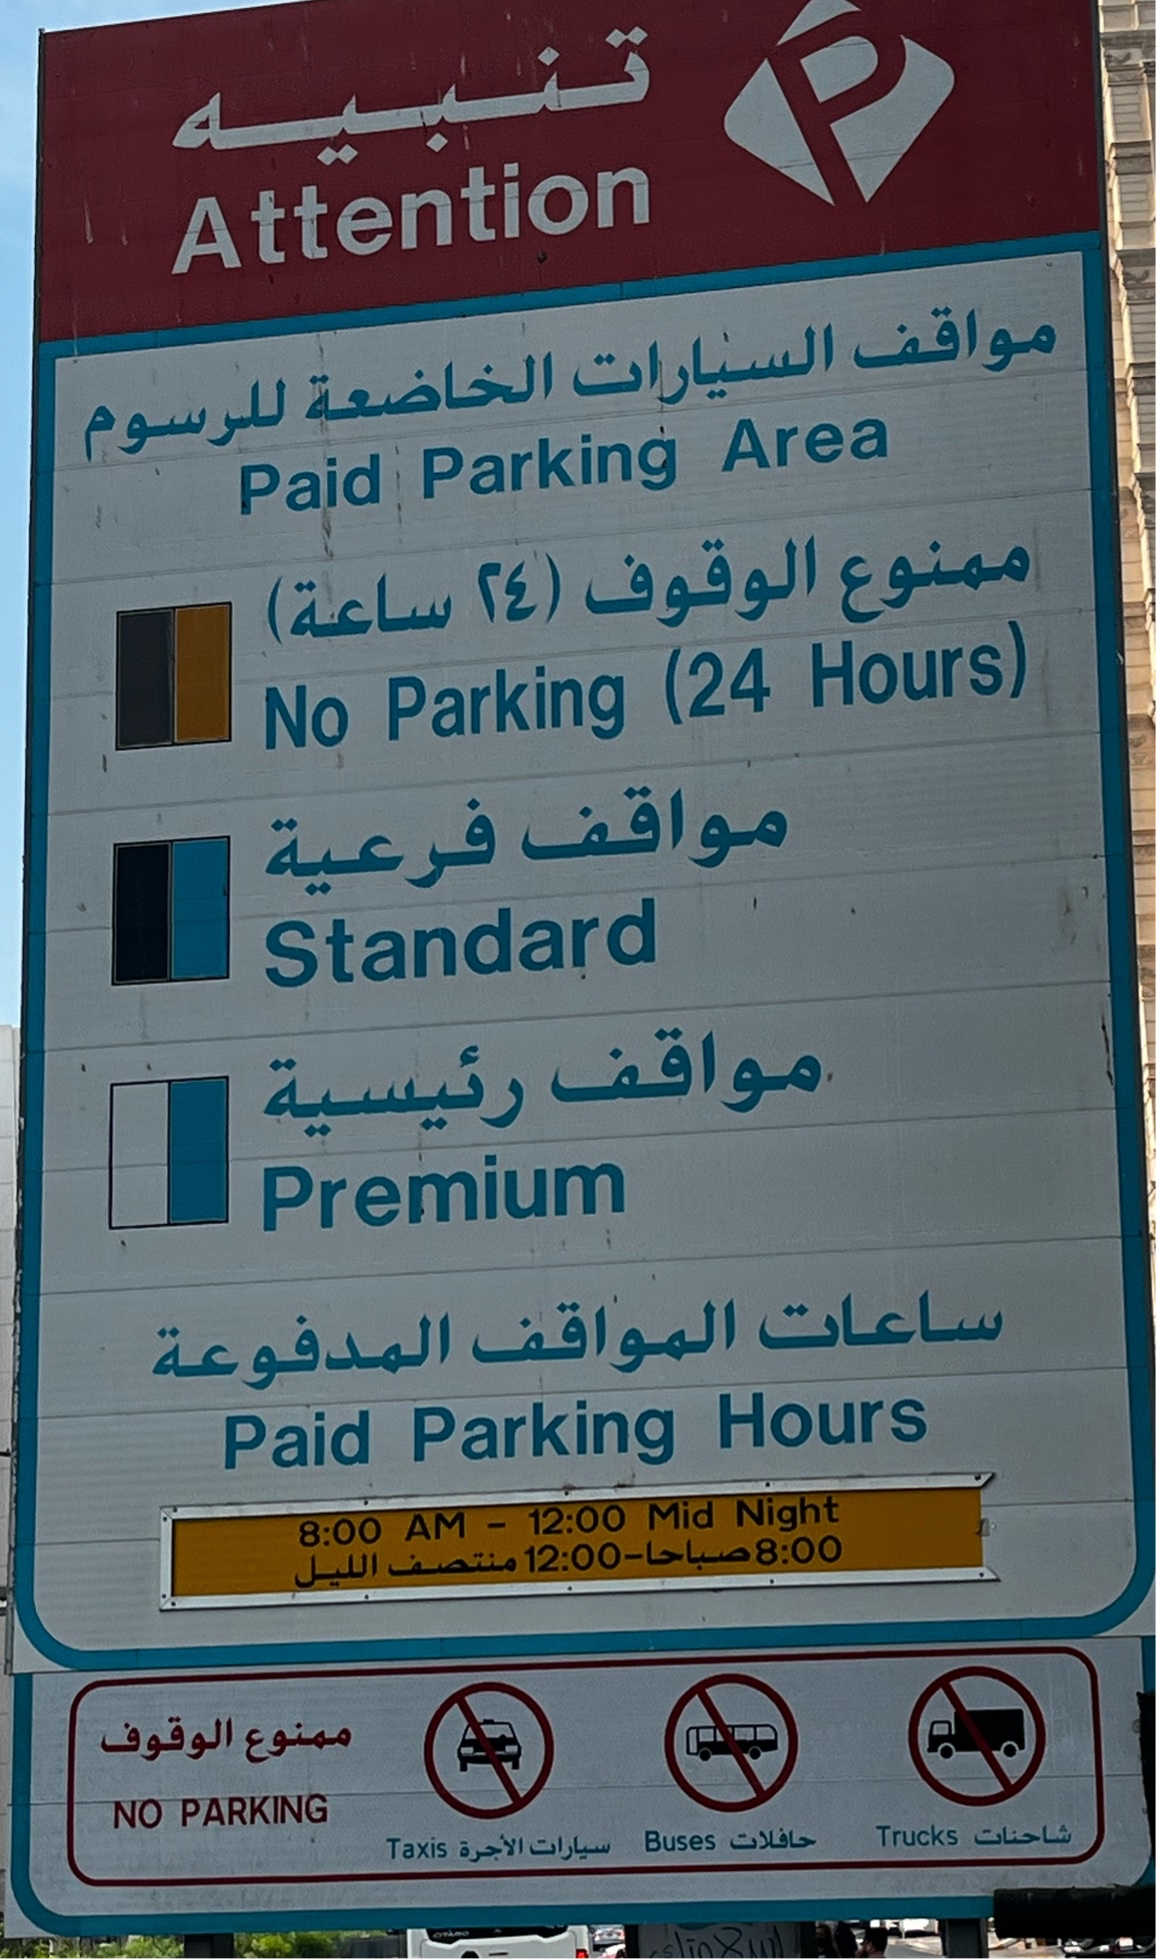 تنبيه
Attention
مواقف السيارات الخاضعة للرسوم
Paid Parking Area
ممنوع الوقوف (٢٤ ساعة)
No Parking (24 Hours)
مواقف فرعية
Standard
مواقف رئيسية
Premium
ساعات المواقف المدفوعة
Paid Parking Hours
8:00 AM - 12:00 Mid Night
8:00صباحا-12:00منتصف الليل
ممنوع الوقوف
NO PARKING
Taxis سيارات الأجرة
Buses حافلات
Trucks شاحنات